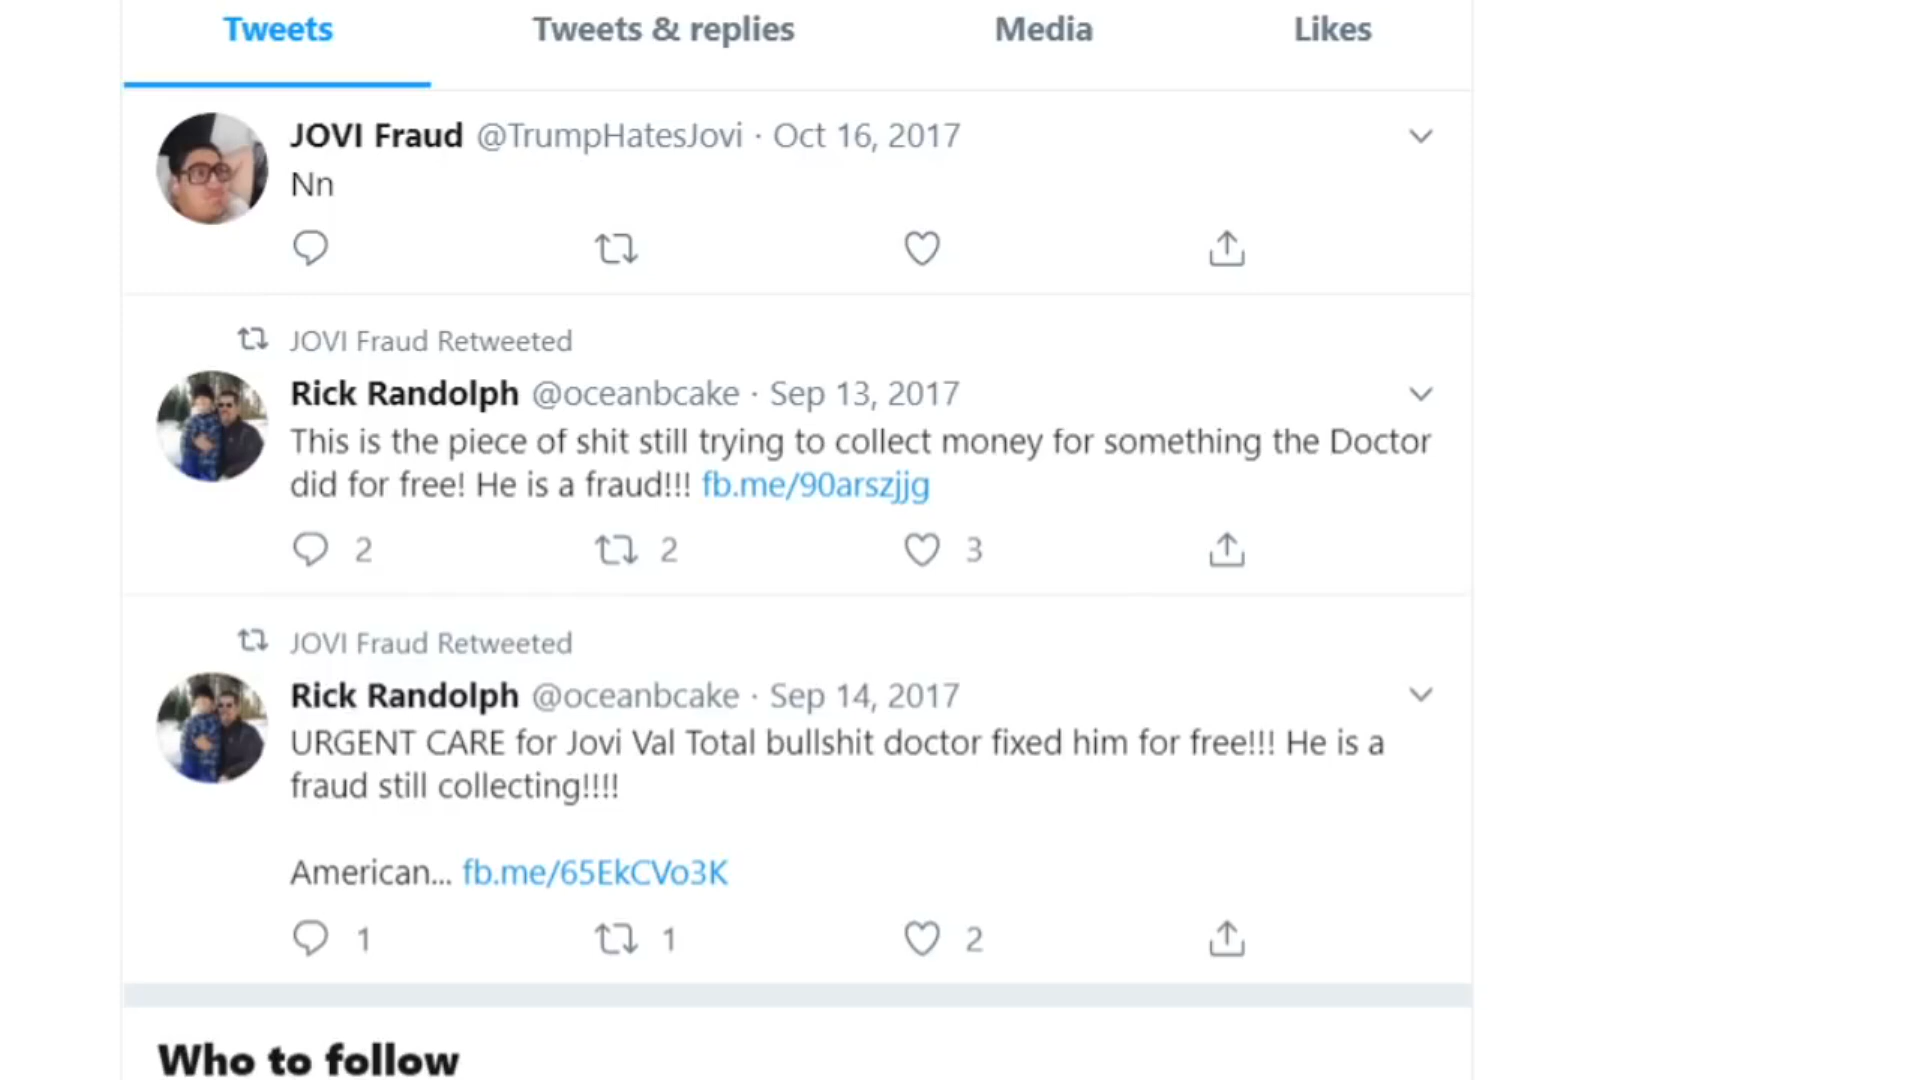 Tweets Tweets & replies Media Likes
JOVI Fraud @TrumpHatesJovi · Oct 16, 2017
Nn
JOVI Fraud Retweeted
Rick Randolph @oceanbcake · Sep 13, 2017
This is the piece of shit still trying to collect money for something the Doctor
did for free! He is a fraud!!! fb.me/90arszjjg
2 2 3
JOVI Fraud Retweeted
Rick Randolph @oceanbcake · Sep 14, 2017
URGENT CARE for Jovi Val Total bullshit doctor fixed him for free!!! He is a
fraud still collecting!!!!
American... fb.me/65EkCVo3K
1 1 2
Who to follow